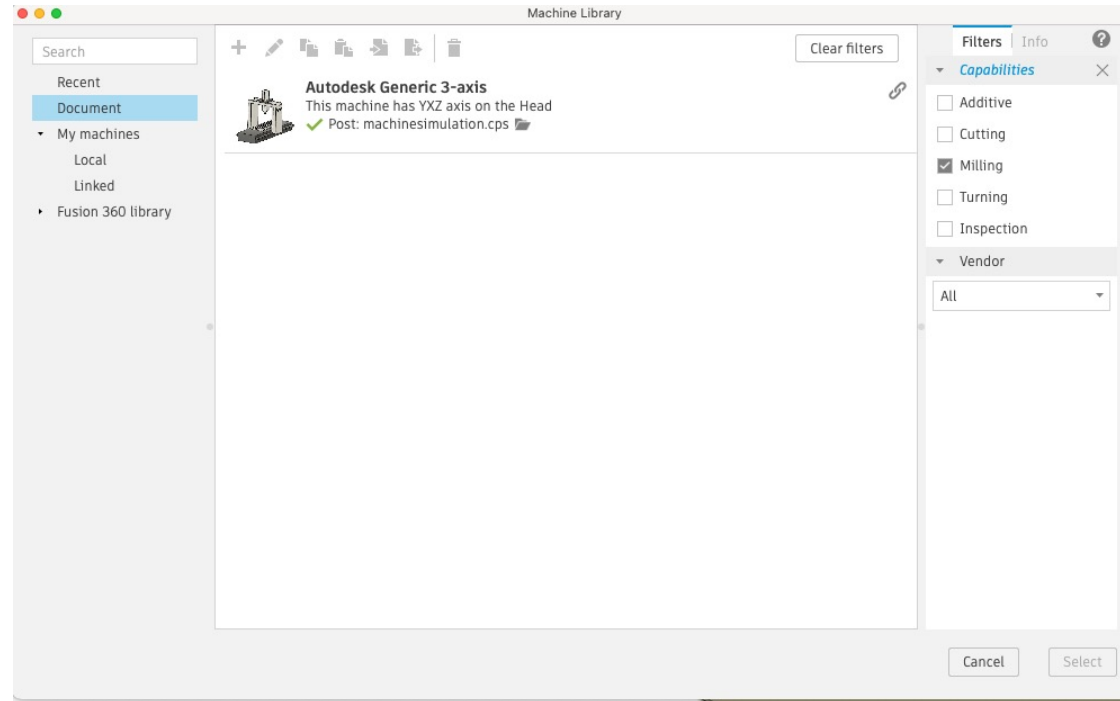 Machine Library
Search
Recent
Document
My machines
Local
Linked
Fusion 360 library
Clear filters
Autodesk Generic 3-axis
This machine has YXZ axis on the Head
Post: machinesimulation.cps
Filters Info ?
Capabilities
Additive
Cutting
Milling
Turning
Inspection
Vendor
All
Cancel
Select